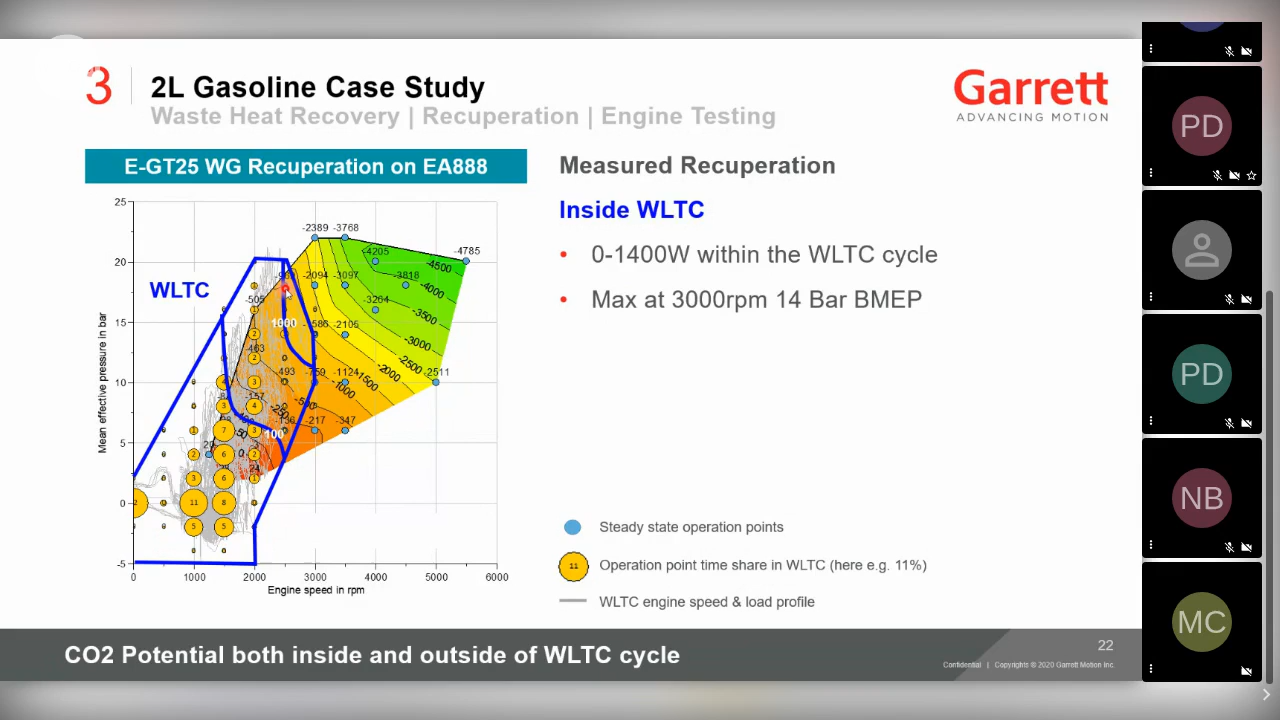 3
2L Gasoline Case Study
Waste Heat Recovery | Recuperation | Engine Testing
Garrett
ADVANCING MOTION
E-GT25 WG Recuperation on EA888
Measured Recuperation
Inside WLTC
• 0-1400W within the WLTC cycle
• Max at 3000rpm 14 Bar BMEP
WLTC
Mean effective pressure in bar
25
20
15
10
5
0
-5
0 1000 2000 3000 4000 5000 6000
Engine speed in rpm
-2389 -3768
-4205 -4785
-2094 -3097 -3818
-505 -3264
-2105
-463
-493 -759 -1124 -2511
-217 -347
-4500
-4000
-3500
-3000
-2500
-2000
-1500
-1000
1000
100
11 8
5 5
Steady state operation points
11 Operation point time share in WLTC (here e.g. 11%)
WLTC engine speed & load profile
CO2 Potential both inside and outside of WLTC cycle
22
Confidential | Copyrights © 2020 Garrett Motion Inc
PD
PD
NB
MC